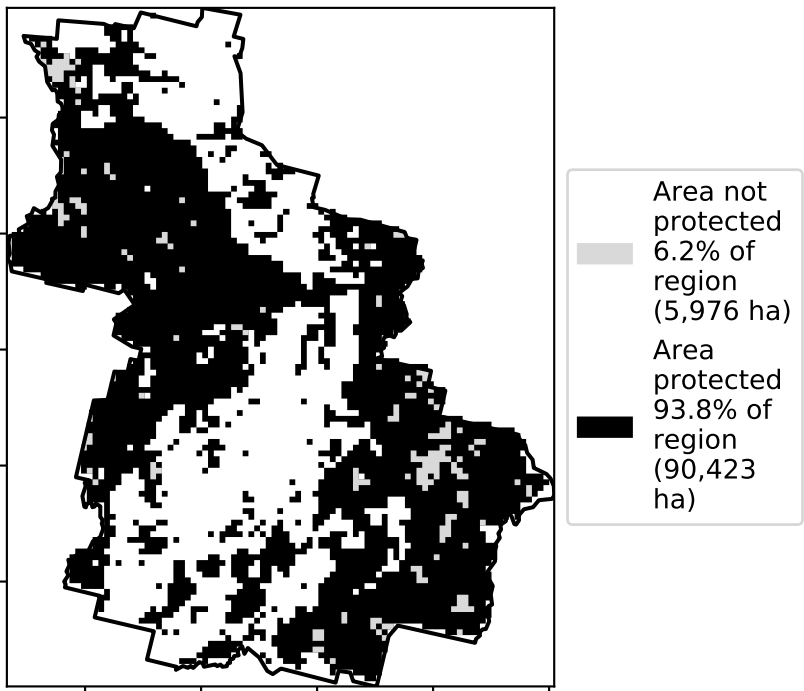 Area not
protected
6.2% of
region
(5,976 ha)
Area
protected
93.8% of
region
(90,423
ha)